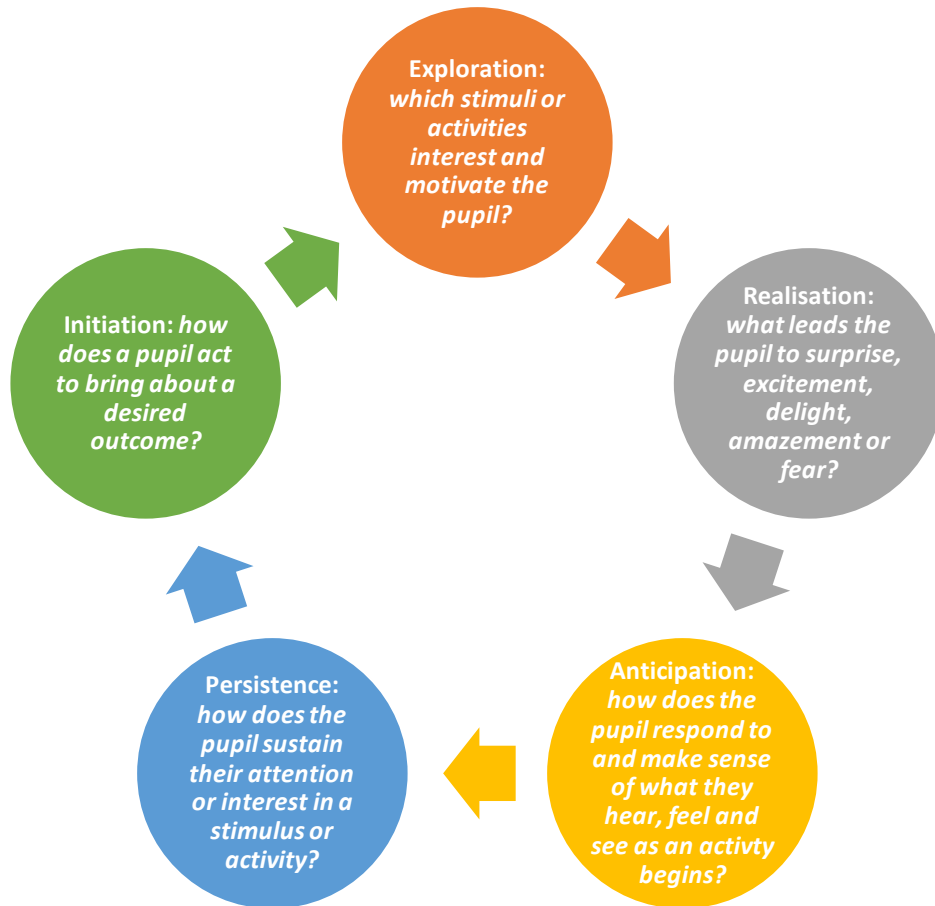 Exploration:
which stimuli or
activities
interest and
motivate the
pupil?
Realisation:
what leads the
pupil to surprise,
excitement,
delight,
amazement or
fear?
Anticipation:
how does the
pupil respond to
and make sense
of what they
hear, feel and
see as an activty
begins?
Persistence:
how does the
pupil sustain
their attention
or interest in a
stimulus or
activity?
Initiation: how
does a pupil act
to bring about a
desired
outcome?